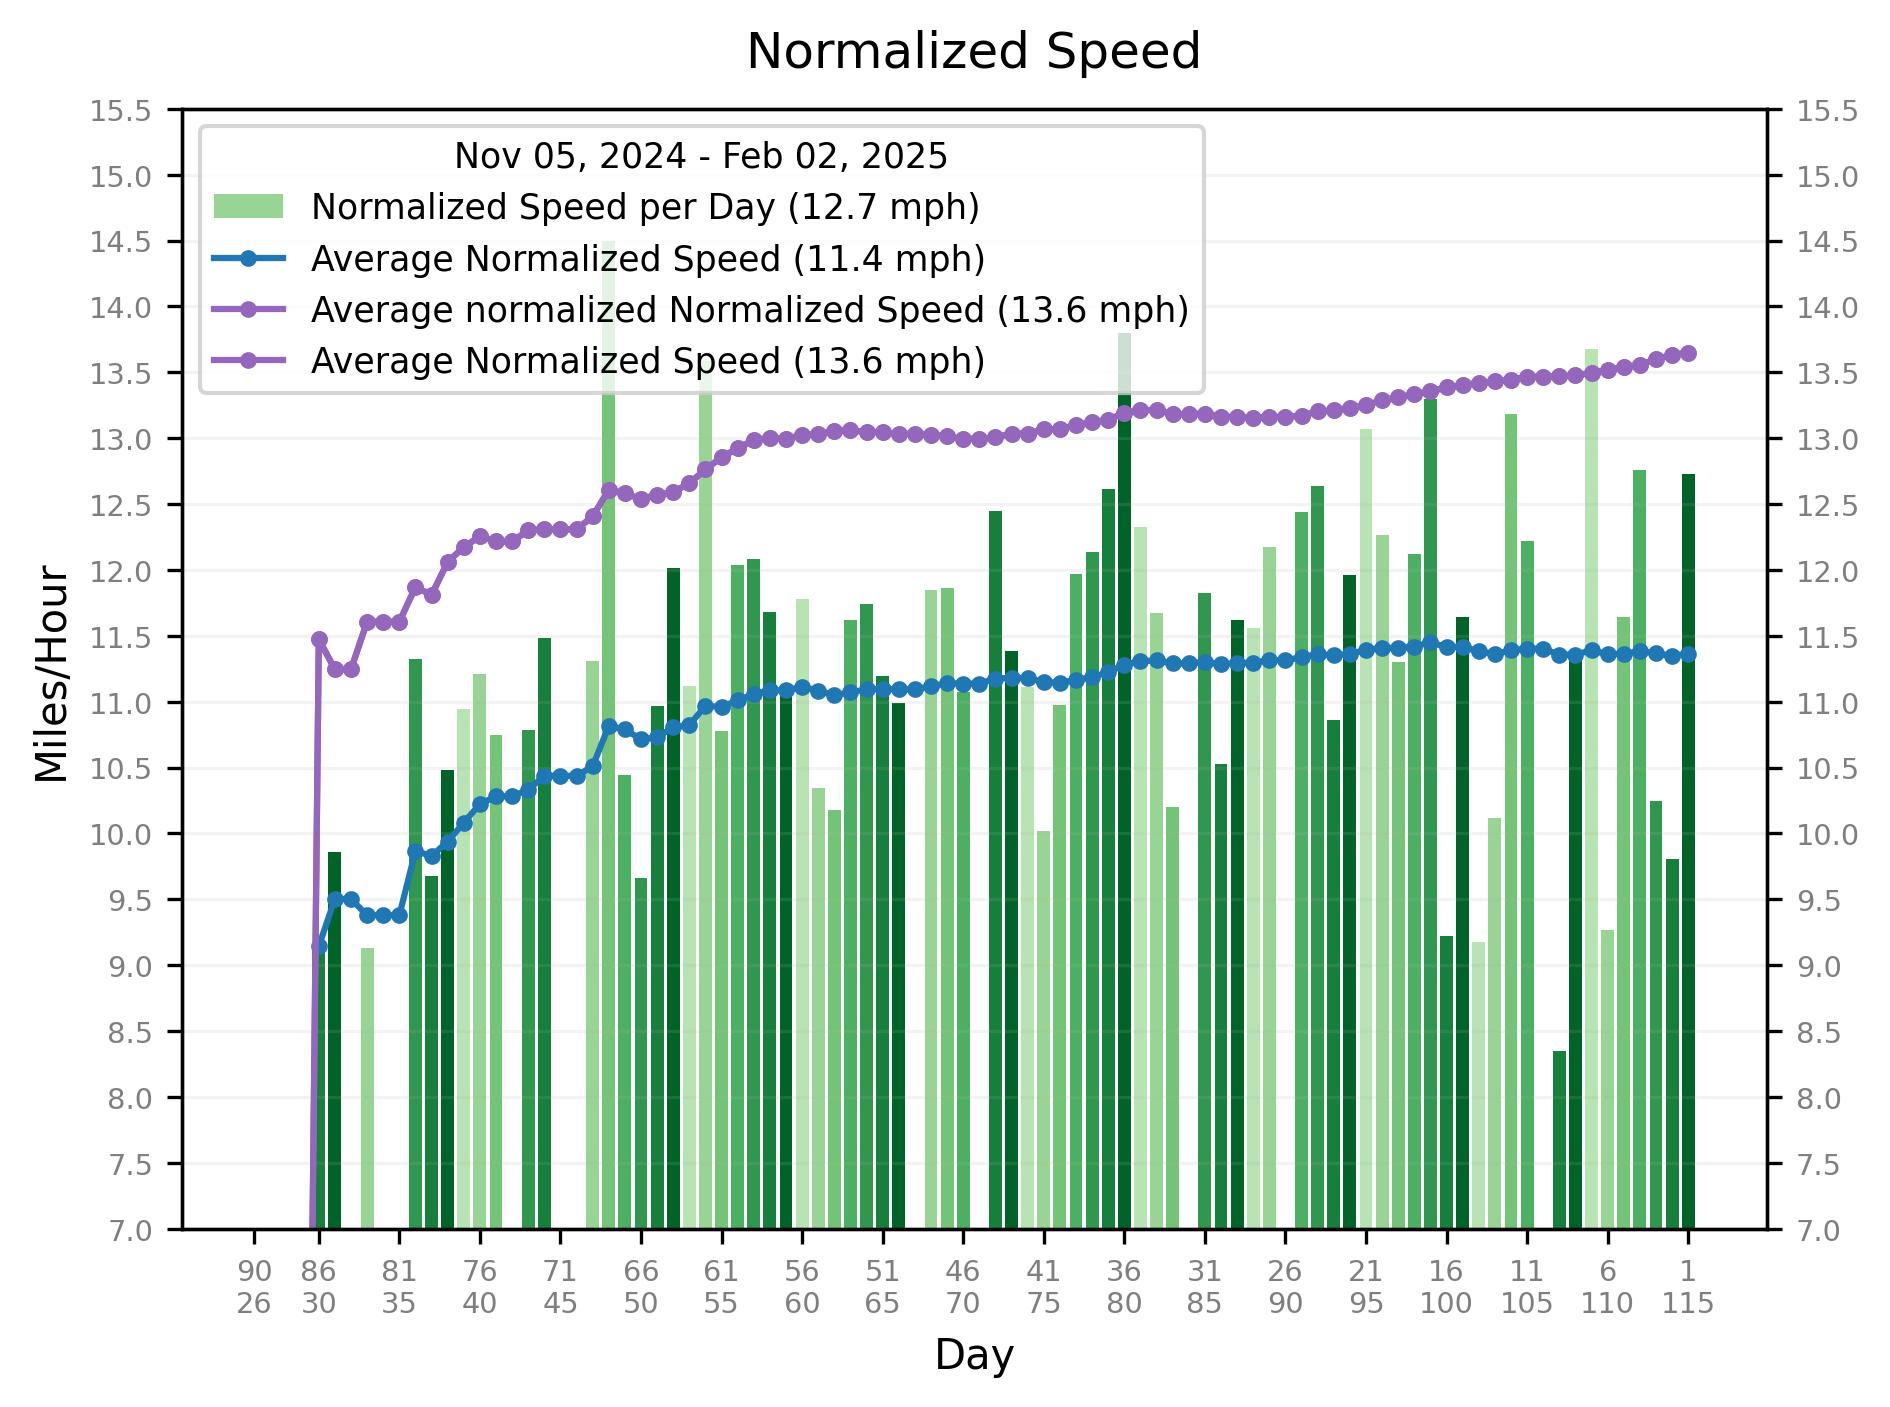 Normalized Speed
Nov 05, 2024 - Feb 02, 2025
Normalized Speed per Day (12.7 mph)
Average Normalized Speed (11.4 mph)
Average normalized Normalized Speed (13.6 mph)
Average Normalized Speed (13.6 mph)
Miles/Hour
15.5 15.5
15.0 15.0
14.5 14.5
14.0 14.0
13.5 13.5
13.0 13.0
12.5 12.5
12.0 12.0
11.5 11.5
11.0 11.0
10.5 10.5
10.0 10.0
9.5 9.5
9.0 9.0
8.5 8.5
8.0 8.0
7.5 7.5
7.0 7.0
90 86 81 76 71 66 61 56 51 46 41 36 31 26 21 16 11 6 1
26 30 35 40 45 50 55 60 65 70 75 80 85 90 95 100 105 110 115
Day